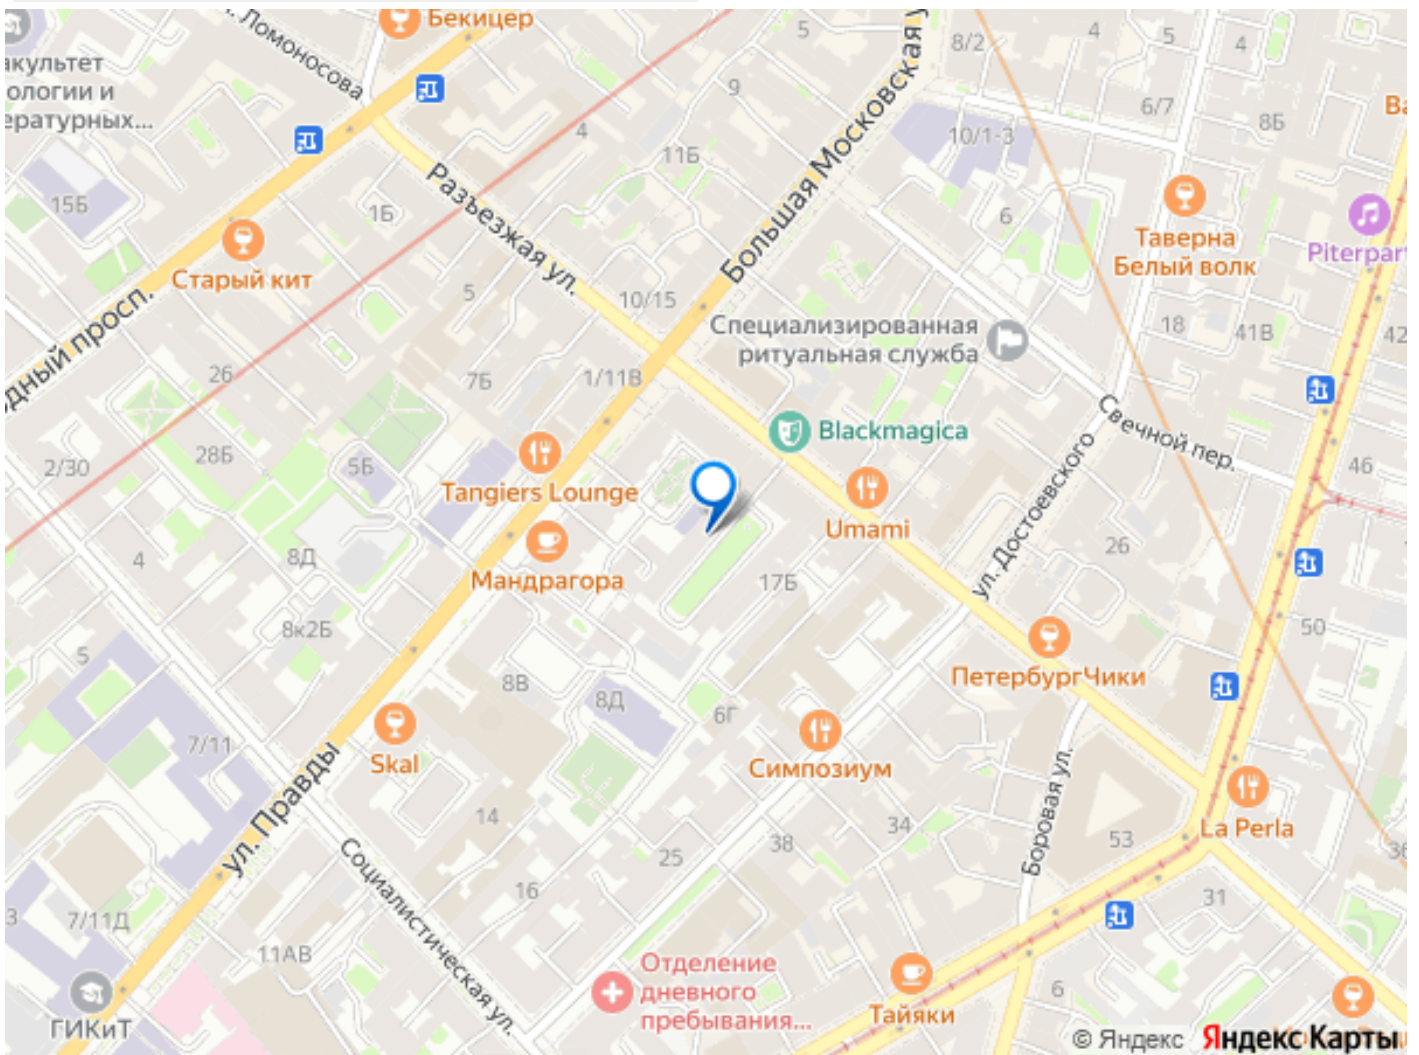 Бекицер
Ломоносова
акультет
ологии и
ературных...
15Б
Старый кит
1Б
4
9
5
11Б
8/2
4
5
4
6/7
8Б
10/1-3
6
Большая Московская
Разъезжая ул.
Таверна
Белый волк
Piterpart
5
10/15
Специализированная
ритуальная служба
18
41В
42
дный просп.
26
7Б
1/11В
28Б
2/30
5Б
Tangiers Lounge
Blackmagica
Свечной пер.
46
Umami
ул. Достоевского
26
Мандрагора
17Б
4
8Д
8к2Б
5
50
8В
8Д
6Г
ПетербургЧики
7/11
Skal
Симпозиум
ул. Правды
14
Боровая ул.
La Perla
38
34
53
25
16
Социалистическая ул.
31
3
7/11Д
11АВ
ГИКиТ
Отделение
дневного
пребывания...
Тайяки
6
© Яндекс
Яндекс Карты